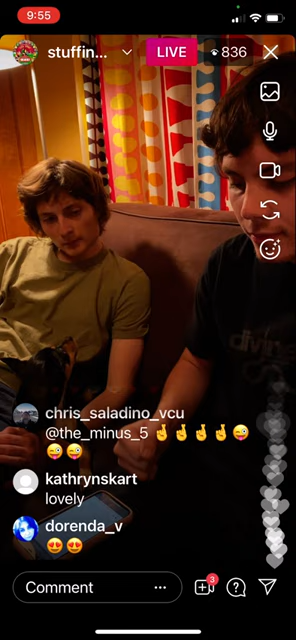 9:55
stuffin...
LIVE
836
chris_saladino_vcu
@the_minus_5 🤞🤞🤞🤞😜
😜😜
kathrynskart
lovely
dorenda_v
😍😍
Comment
3